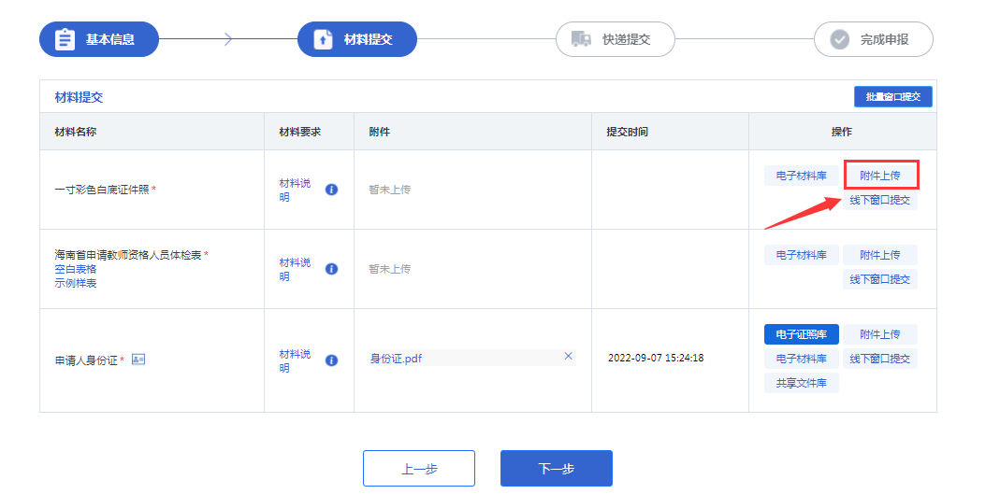 基本信息
材料提交
快递提交
完成申报
材料提交
批量窗口提交
材料名称
材料要求
附件
提交时间
操作
一寸彩色白底证件照 *
材料说
明
暂未上传
电子材料库
附件上传
线下窗口提交
海南省申请教师资格人员体检表 *
空白表格
示例样表
材料说
明
暂未上传
电子材料库
附件上传
线下窗口提交
申请人身份证 *
材料说
明
身份证.pdf
2022-09-07 15:24:18
电子证照库
附件上传
电子材料库
线下窗口提交
共享文件库
上一步
下一步